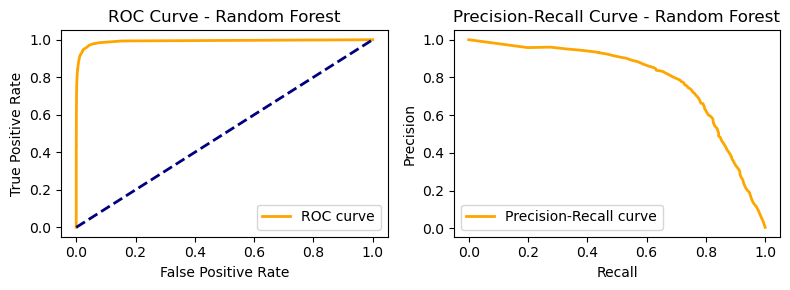 ROC Curve - Random Forest
True Positive Rate
1.0
0.8
0.6
0.4
0.2
0.0
0.0 0.2 0.4 0.6 0.8 1.0
False Positive Rate
ROC curve
Precision-Recall Curve - Random Forest
Precision
1.0
0.8
0.6
0.4
0.2
0.0
0.0 0.2 0.4 0.6 0.8 1.0
Recall
Precision-Recall curve